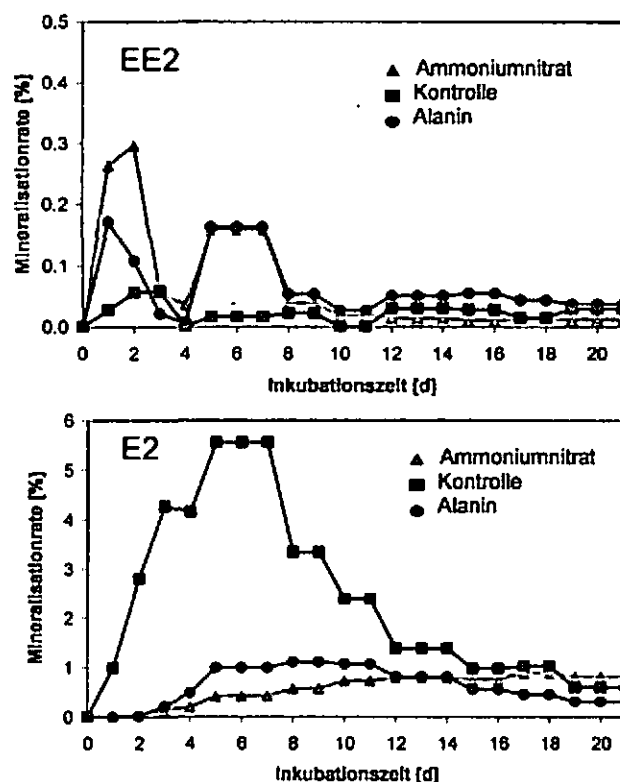 EE2
Ammoniumnitrat
Kontrolle
Alanin
Mineralisationrate [%]
0.5
0.4
0.3
0.2
0.1
0.0
0 2 4 6 8 10 12 14 16 18 20
Inkubationszeit [d]
E2
Ammoniumnitrat
Kontrolle
Alanin
Mineralisationrate [%]
6
5
4
3
2
1
0
0 2 4 6 8 10 12 14 16 18 20
Inkubationszeit [d]